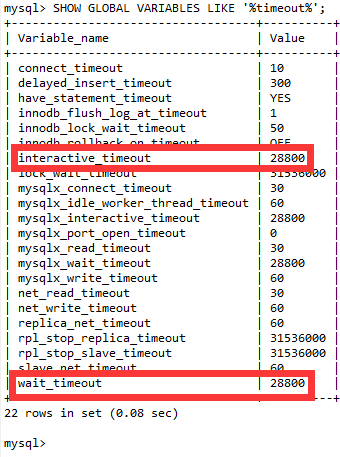 mysql> SHOW GLOBAL VARIABLES LIKE '%timeout%';
+-----------------------------------+----------+
| Variable_name | Value |
+-----------------------------------+----------+
| connect_timeout | 10 |
| delayed_insert_timeout | 300 |
| have_statement_timeout | YES |
| innodb_flush_log_at_timeout | 1 |
| innodb_lock_wait_timeout | 50 |
| innodb_rollback_on_timeout | OFF |
| interactive_timeout | 28800 |
| lock_wait_timeout | 31536000 |
| mysqlx_connect_timeout | 30 |
| mysqlx_idle_worker_thread_timeout | 60 |
| mysqlx_interactive_timeout | 28800 |
| mysqlx_port_open_timeout | 0 |
| mysqlx_read_timeout | 30 |
| mysqlx_wait_timeout | 28800 |
| mysqlx_write_timeout | 60 |
| net_read_timeout | 30 |
| net_write_timeout | 60 |
| replica_net_timeout | 60 |
| rpl_stop_replica_timeout | 31536000 |
| rpl_stop_slave_timeout | 31536000 |
| slave_net_timeout | 60 |
| wait_timeout | 28800 |
+-----------------------------------+----------+
22 rows in set (0.08 sec)
mysql>